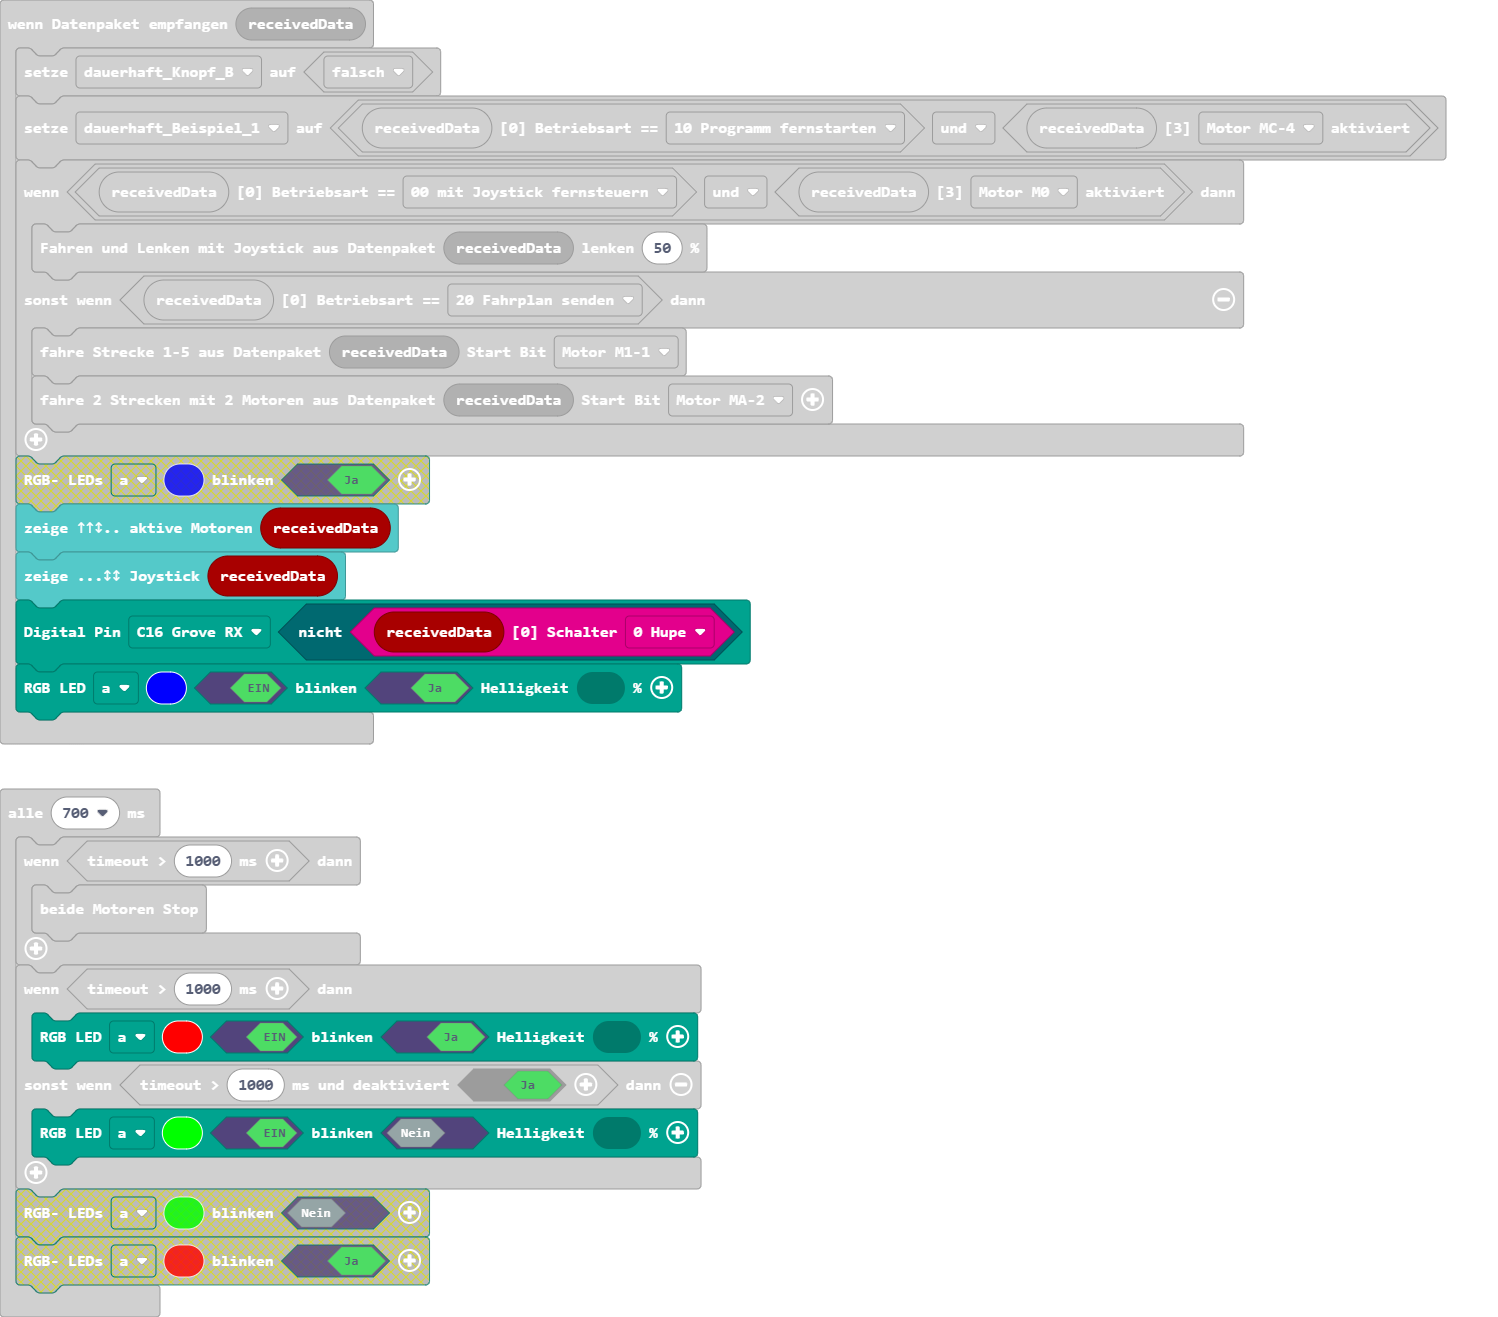 wenn Datenpaket empfangen receivedData
setze dauerhaft_Knopf_B auf falsch
setze dauerhaft_Beispiel_1 auf receivedData [0] Betriebsart == 10 Programm fernstarten und receivedData [3] Motor MC-4 aktiviert
wenn receivedData [0] Betriebsart == 00 mit Joystick fernsteuern und receivedData [3] Motor M0 aktiviert dann
Fahren und Lenken mit Joystick aus Datenpaket receivedData lenken 50 %
sonst wenn receivedData [0] Betriebsart == 20 Fahrplan senden dann
fahre Strecke 1-5 aus Datenpaket receivedData Start Bit Motor M1-1
fahre 2 Strecken mit 2 Motoren aus Datenpaket receivedData Start Bit Motor MA-2
RGB- LEDs a blinken Ja
zeige ↑↑↕.. aktive Motoren receivedData
zeige ...↕↕ Joystick receivedData
Digital Pin C16 Grove RX nicht receivedData [0] Schalter 0 Hupe
RGB LED a EIN blinken Ja Helligkeit %
alle 700 ms
wenn timeout > 1000 ms dann
beide Motoren Stop
wenn timeout > 1000 ms dann
RGB LED a EIN blinken Ja Helligkeit %
sonst wenn timeout > 1000 ms und deaktiviert Ja dann
RGB LED a EIN blinken Nein Helligkeit %
RGB- LEDs a blinken Nein
RGB- LEDs a blinken Ja